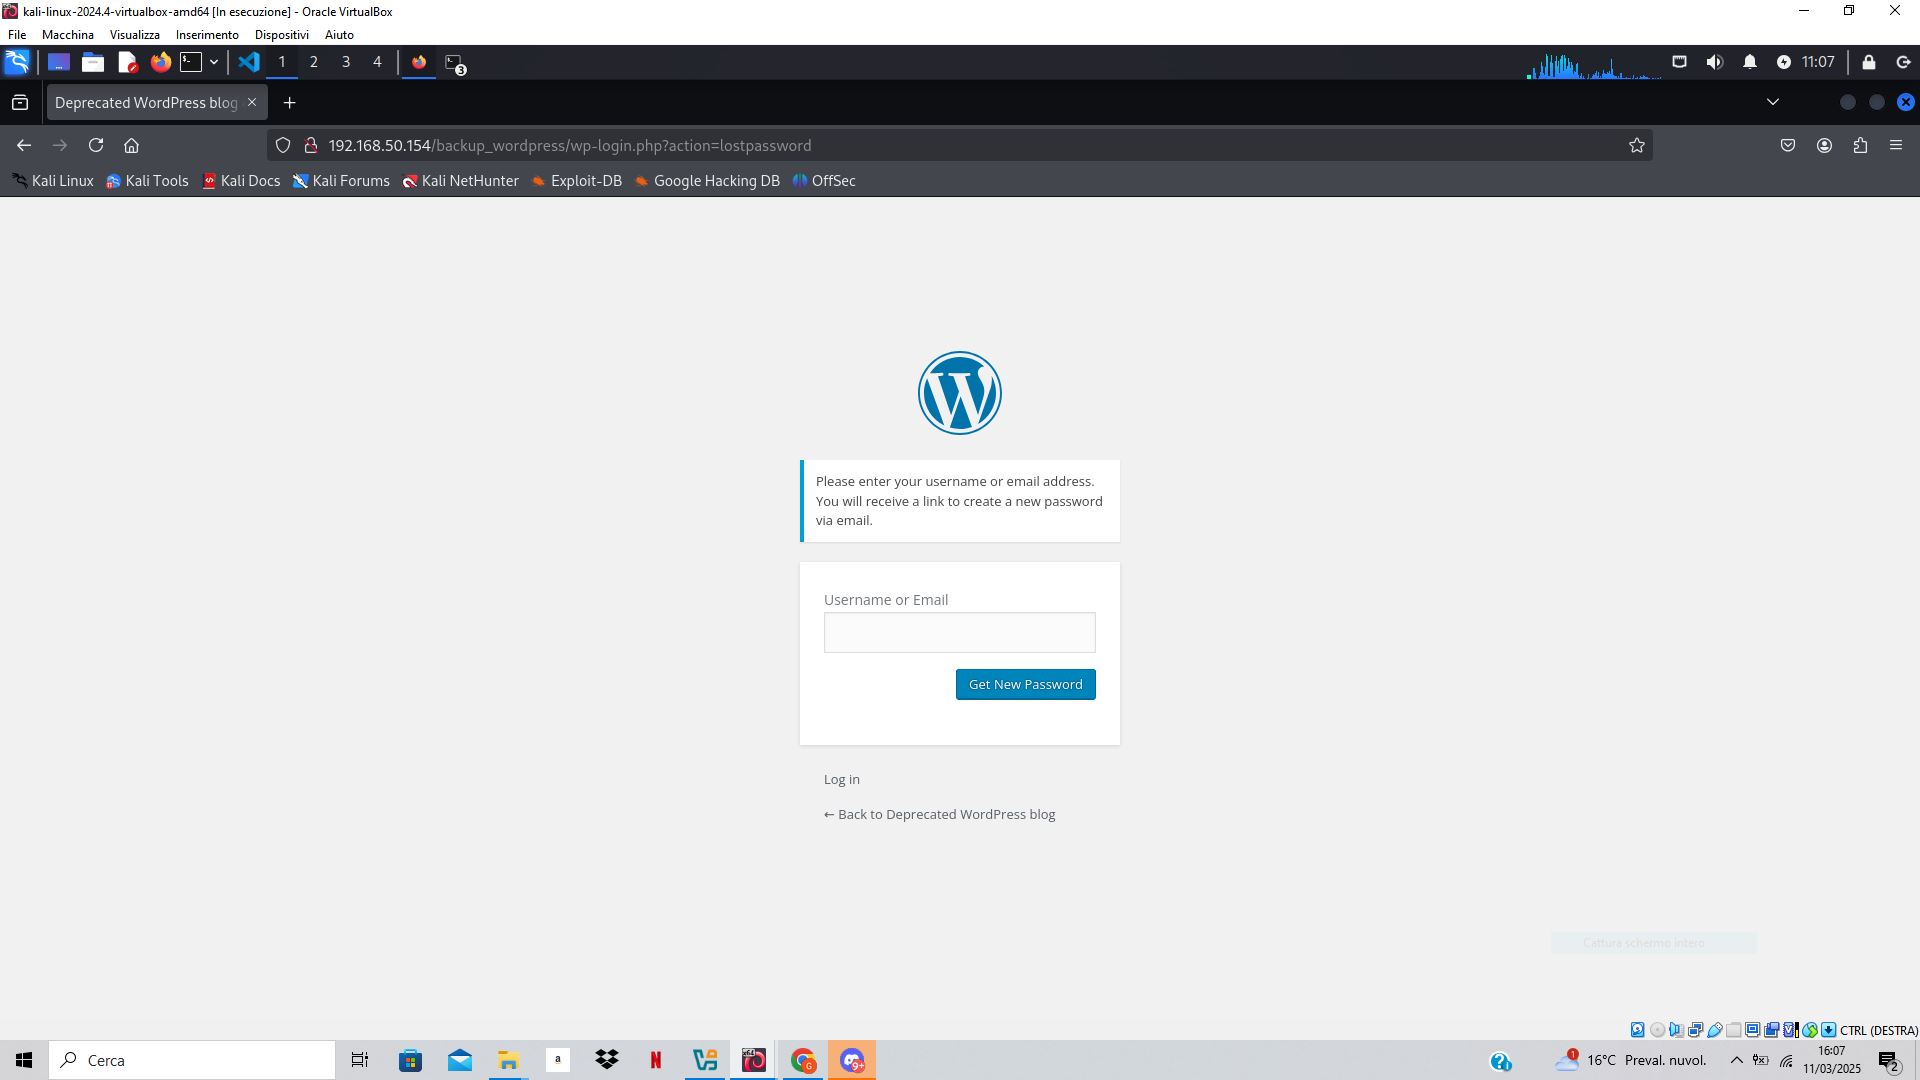 kali-linux-2024.4-virtualbox-amd64 [In esecuzione] - Oracle VirtualBox
File Macchina Visualizza Inserimento Dispositivi Aiuto
1 2 3 4 3 11:07
Deprecated WordPress blog
192.168.50.154/backup_wordpress/wp-login.php?action=lostpassword
Kali Linux Kali Tools Kali Docs Kali Forums Kali NetHunter Exploit-DB Google Hacking DB OffSec
Please enter your username or email address.
You will receive a link to create a new password
via email.
Username or Email
Get New Password
Log in
← Back to Deprecated WordPress blog
Cattura schermo intero
CTRL (DESTRA)
Cerca
a
N
x64
G
9+
1
16°C Preval. nuvol.
16:07
11/03/2025
2